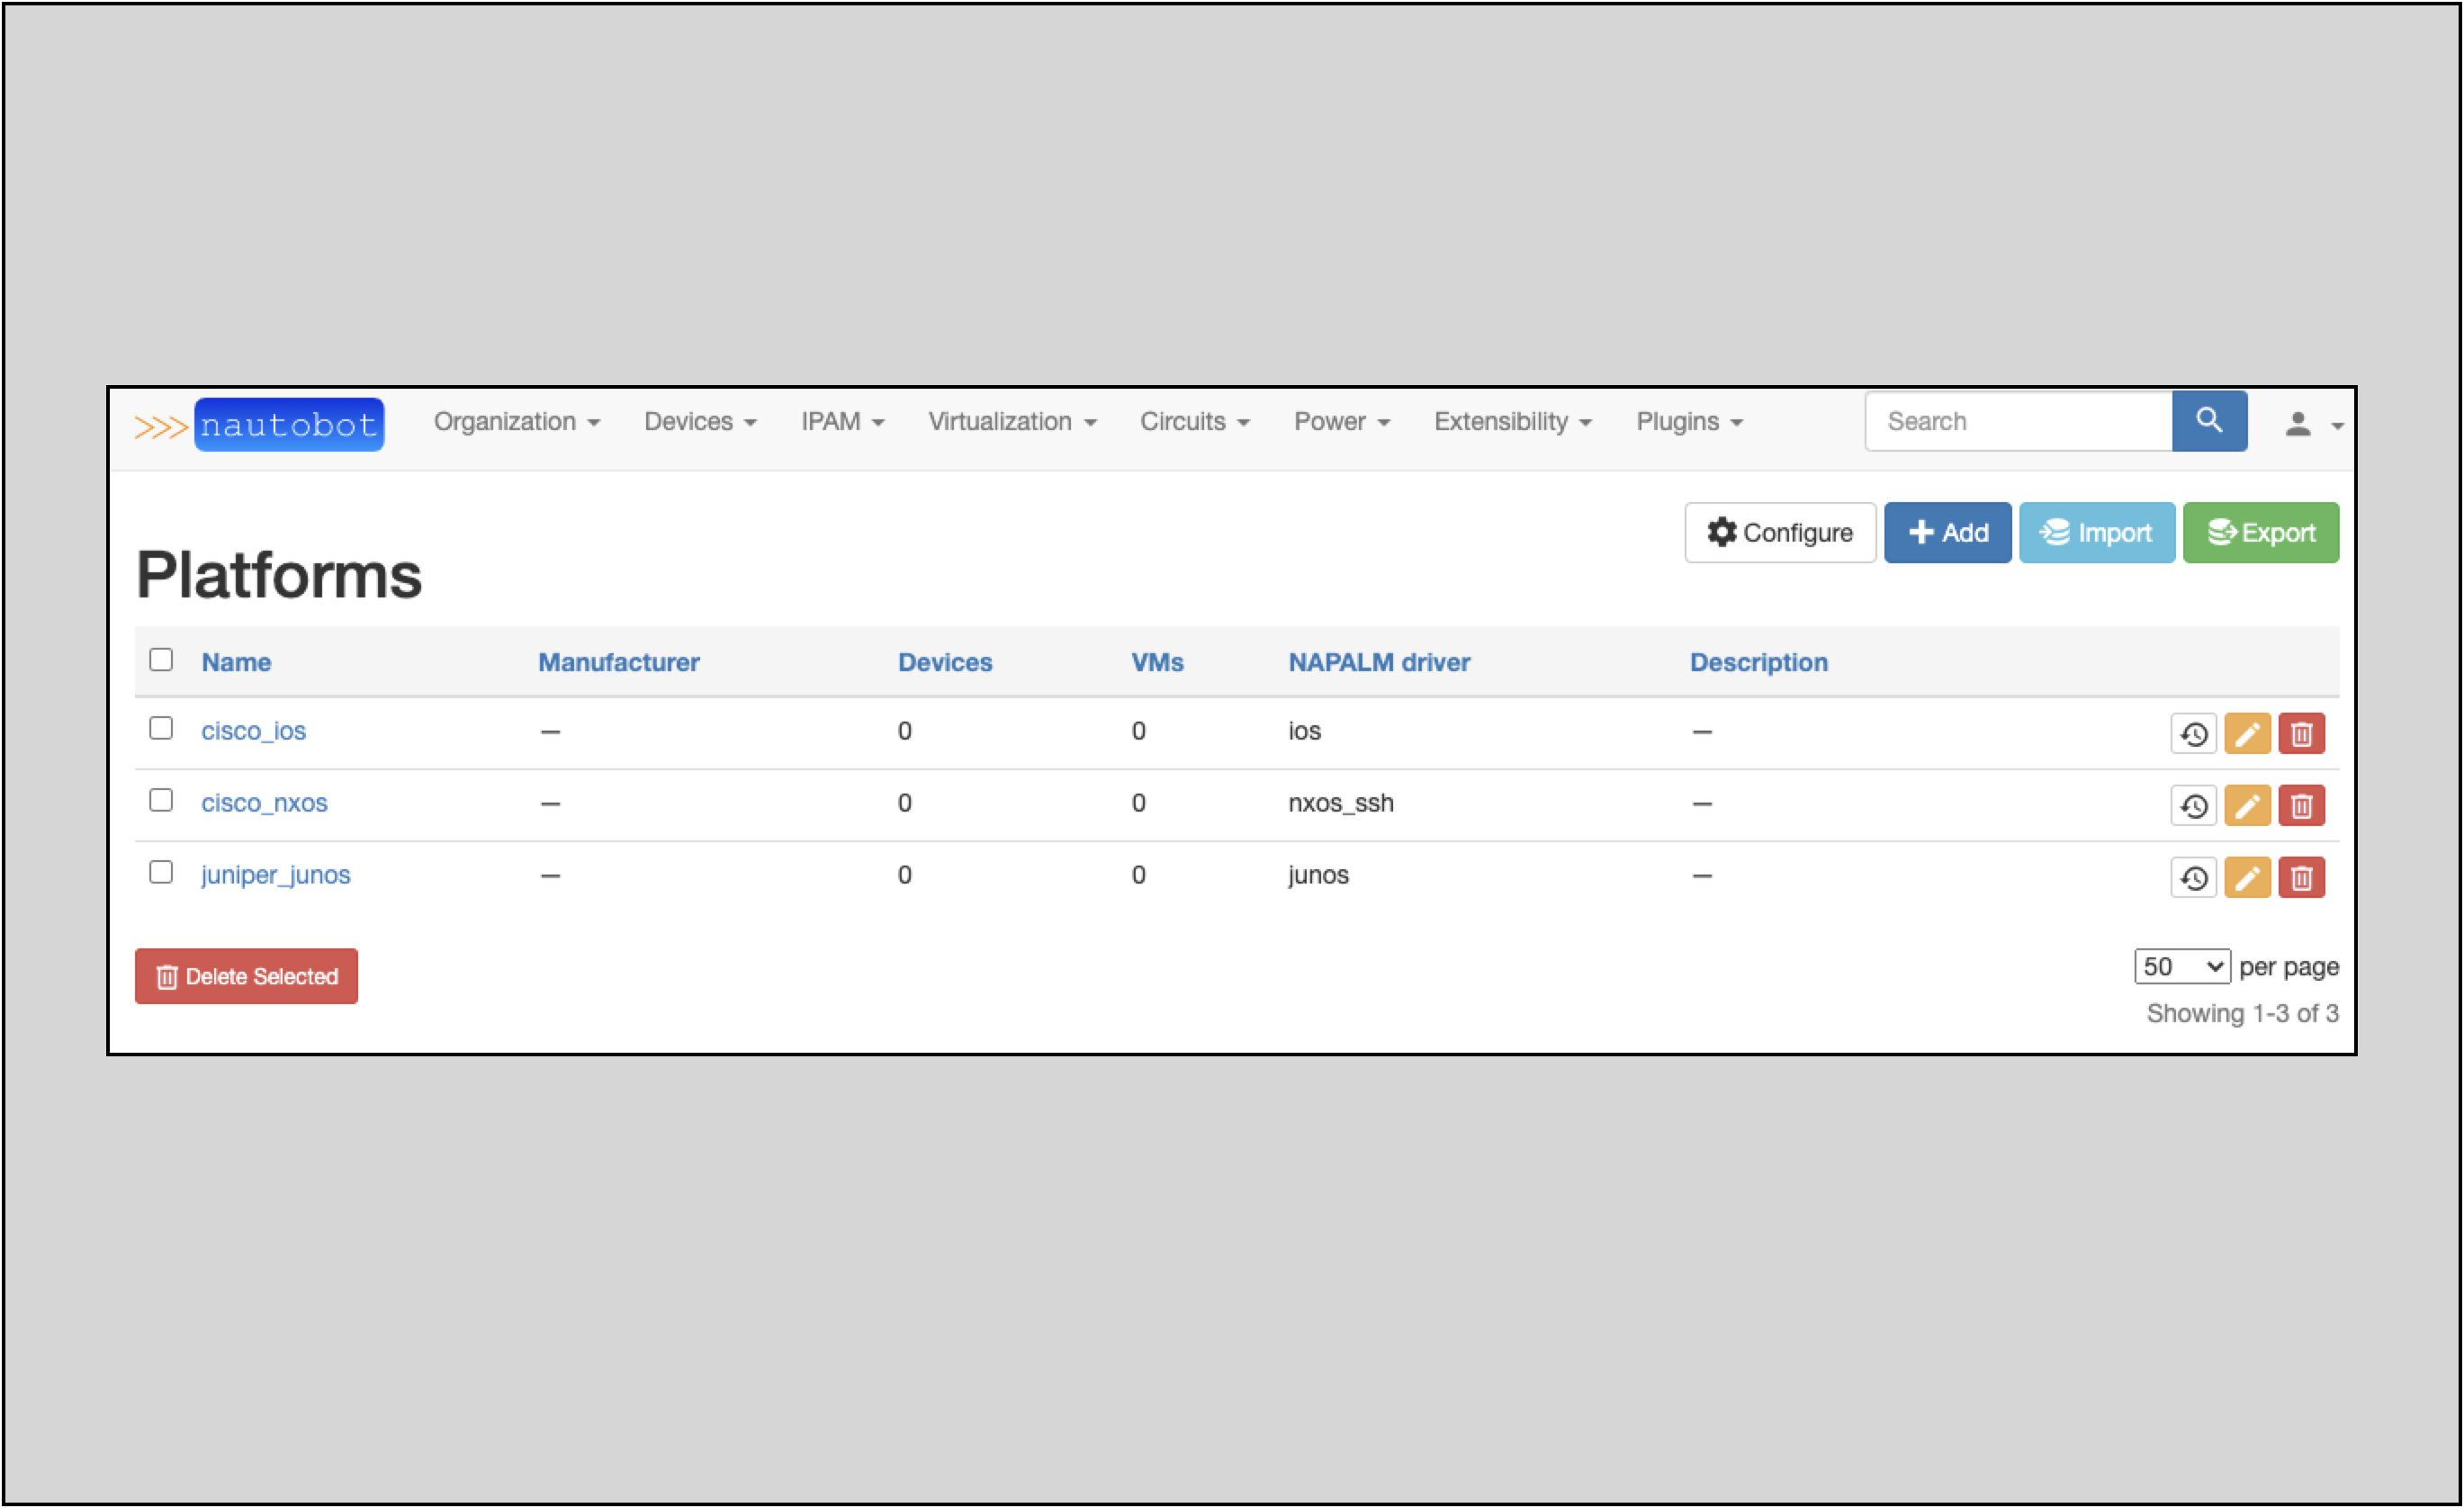 >>> nautobot Organization Devices IPAM Virtualization Circuits Power Extensibility Plugins Search
Configure Add Import Export
Platforms
Name Manufacturer Devices VMs NAPALM driver Description
cisco_ios — 0 0 ios —
cisco_nxos — 0 0 nxos_ssh —
juniper_junos — 0 0 junos —
Delete Selected 50 per page
Showing 1-3 of 3